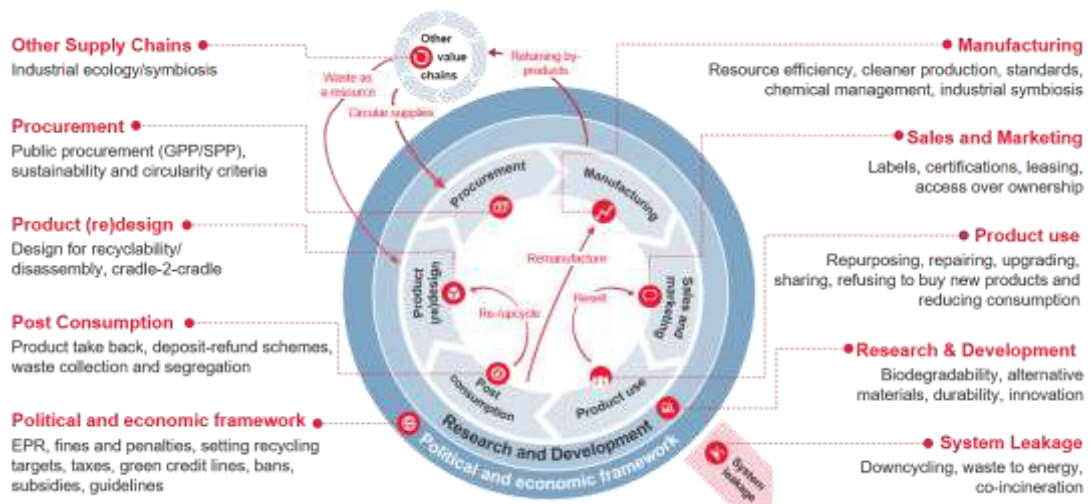 Other Supply Chains
Industrial ecology/symbiosis
Procurement
Public procurement (GPP/SPP),
sustainability and circularity criteria
Product (re)design
Design for recyclability/
disassembly, cradle-2-cradle
Post Consumption
Product take back, deposit-refund schemes,
waste collection and segregation
Political and economic framework
EPR, fines and penalties, setting recycling
targets, taxes, green credit lines, bans,
subsidies, guidelines
Other
value
chains
Waste as
a resource
Circular supplies
Returning by-
products
Procurement
Manufacturing
Product
(re)design
Remanufacture
Sales and
marketing
Re-/upcycle
Resell
Post
consumption
Product use
Research and Development
Political and economic framework
System
leakage
Manufacturing
Resource efficiency, cleaner production, standards,
chemical management, industrial symbiosis
Sales and Marketing
Labels, certifications, leasing,
access over ownership
Product use
Repurposing, repairing, upgrading,
sharing, refusing to buy new products and
reducing consumption
Research & Development
Biodegradability, alternative
materials, durability, innovation
System Leakage
Downcycling, waste to energy,
co-incineration